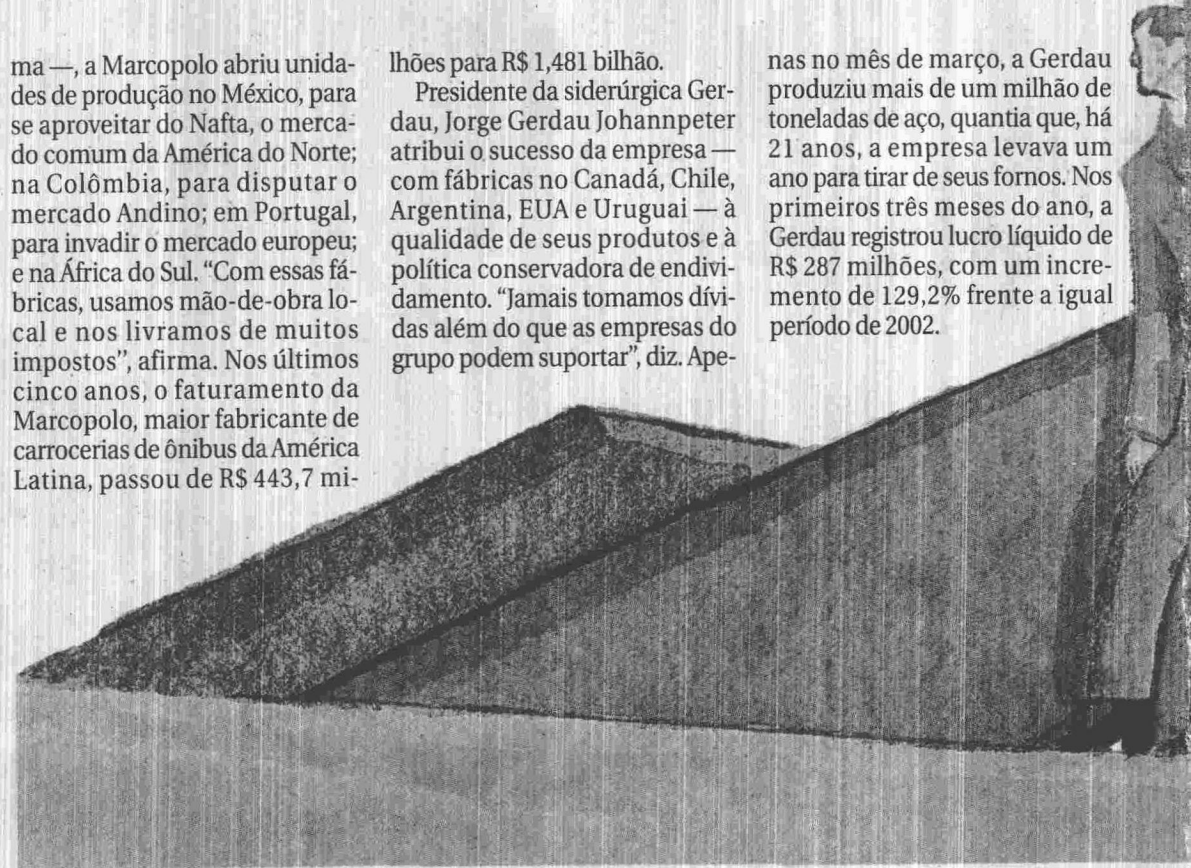 ma —, a Marcopolo abriu unida-
des de produção no México, para
se aproveitar do Nafta, o merca-
do comum da América do Norte;
na Colômbia, para disputar o
mercado Andino; em Portugal,
para invadir o mercado europeu;
e na África do Sul. “Com essas fá-
bricas, usamos mão-de-obra lo-
cal e nos livramos de muitos
impostos”, afirma. Nos últimos
cinco anos, o faturamento da
Marcopolo, maior fabricante de
carrocerias de ônibus da América
Latina, passou de R$ 443,7 mi-
lhões para R$ 1,481 bilhão.
Presidente da siderúrgica Ger-
dau, Jorge Gerdau Johannpeter
atribui o sucesso da empresa —
com fábricas no Canadá, Chile,
Argentina, EUA e Uruguai — à
qualidade de seus produtos e à
política conservadora de endivi-
damento. “Jamais tomamos dívi-
das além do que as empresas do
grupo podem suportar”, diz. Ape-
nas no mês de março, a Gerdau
produziu mais de um milhão de
toneladas de aço, quantia que, há
21 anos, a empresa levava um
ano para tirar de seus fornos. Nos
primeiros três meses do ano, a
Gerdau registrou lucro líquido de
R$ 287 milhões, com um incre-
mento de 129,2% frente a igual
período de 2002.